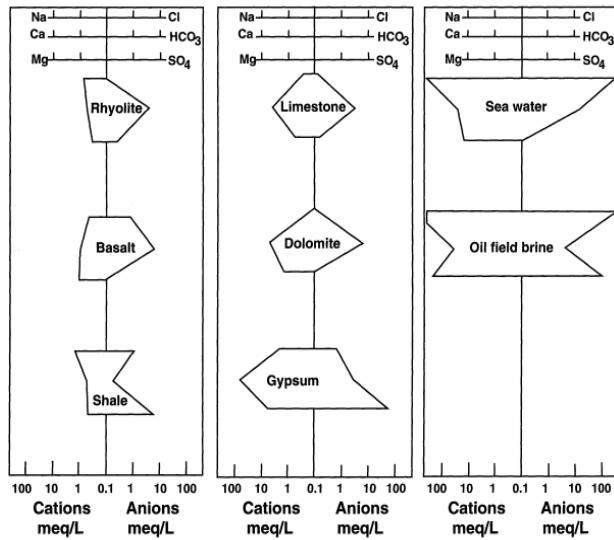 Na Cl Na Cl Na Cl
Ca HCO3 Ca HCO3 Ca HCO3
Mg SO4 Mg SO4 Mg SO4
Rhyolite Limestone Sea water
Basalt Dolomite Oil field brine
Shale Gypsum
100 10 1 0.1 1 10 100 100 10 1 0.1 1 10 100 100 10 1 0.1 1 10 100
Cations Anions Cations Anions Cations Anions
meq/L meq/L meq/L meq/L meq/L meq/L